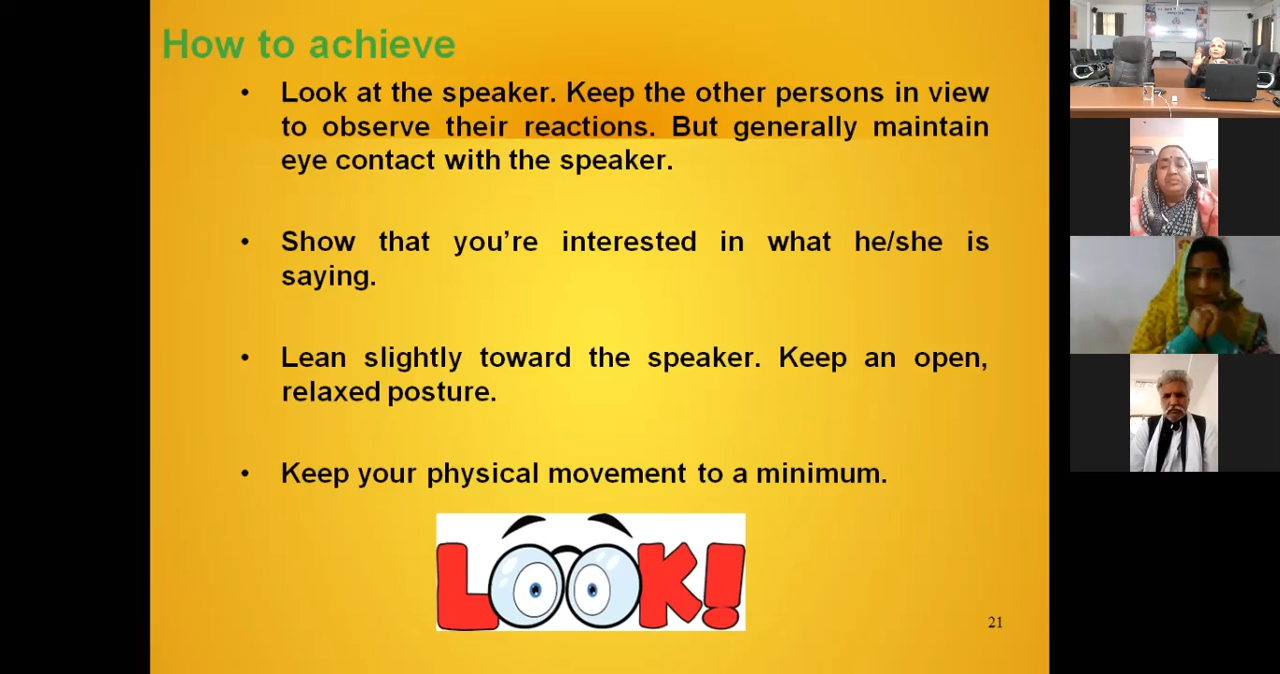 How to achieve
• Look at the speaker. Keep the other persons in view
to observe their reactions. But generally maintain
eye contact with the speaker.
• Show that you’re interested in what he/she is
saying.
• Lean slightly toward the speaker. Keep an open,
relaxed posture.
• Keep your physical movement to a minimum.
LOOK!
21